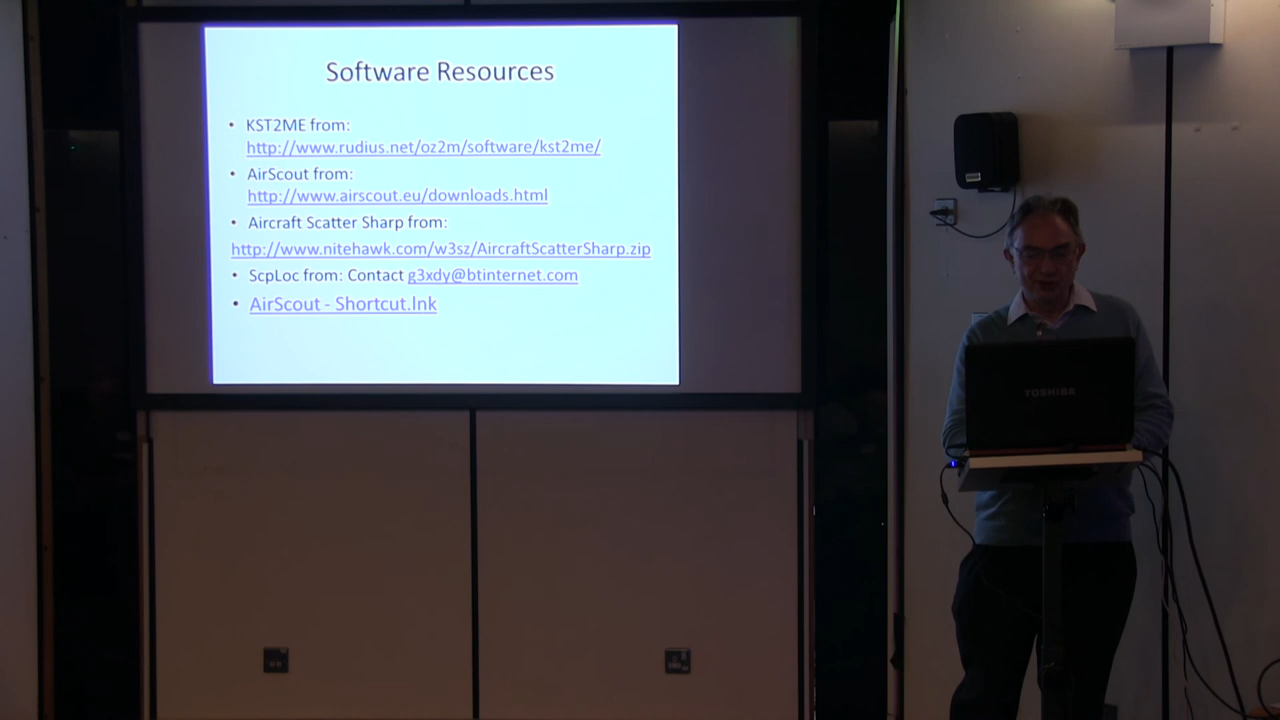 Software Resources
• KST2ME from:
http://www.rudius.net/oz2m/software/kst2me/
• AirScout from:
http://www.airscout.eu/downloads.html
• Aircraft Scatter Sharp from:
http://www.nitehawk.com/w3sz/AircraftScatterSharp.zip
• ScpLoc from: Contact g3xdy@btinternet.com
• AirScout - Shortcut.lnk
TOSHIBA